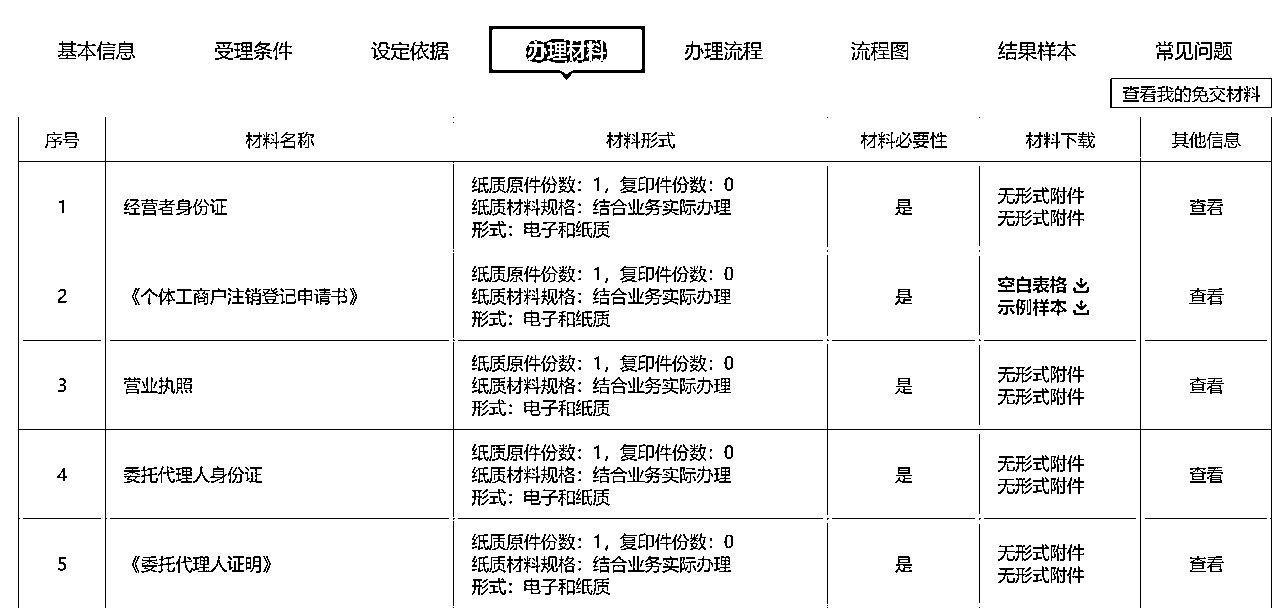 基本信息 受理条件 设定依据 办理材料 办理流程 流程图 结果样本 常见问题
查看我的免交材料
序号 材料名称 材料形式 材料必要性 材料下载 其他信息
1 经营者身份证 纸质原件份数：1，复印件份数：0 纸质材料规格：结合业务实际办理 形式：电子和纸质 是 无形式附件 无形式附件 查看
2 《个体工商户注销登记申请书》 纸质原件份数：1，复印件份数：0 纸质材料规格：结合业务实际办理 形式：电子和纸质 是 空白表格 示例样本 查看
3 营业执照 纸质原件份数：1，复印件份数：0 纸质材料规格：结合业务实际办理 形式：电子和纸质 是 无形式附件 无形式附件 查看
4 委托代理人身份证 纸质原件份数：1，复印件份数：0 纸质材料规格：结合业务实际办理 形式：电子和纸质 是 无形式附件 无形式附件 查看
5 《委托代理人证明》 纸质原件份数：1，复印件份数：0 纸质材料规格：结合业务实际办理 形式：电子和纸质 是 无形式附件 无形式附件 查看